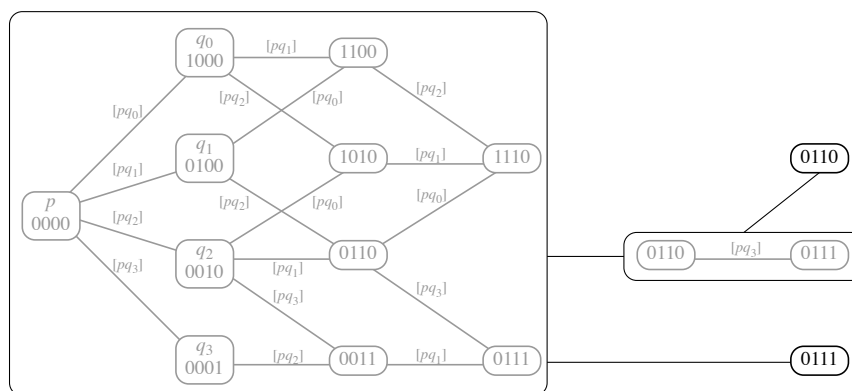 q0 [pq1] 1100
1000
[pq0] [pq2] [pq0] [pq2]
q1 1010 [pq1] 1110 0110
0100
[pq1]
p [pq2] [pq0] [pq0]
0000 [pq2]
q2 0110 0110 [pq3] 0111
0010 [pq1]
[pq3] [pq3] [pq3]
q3 [pq2] 0011 [pq1] 0111 0111
0001